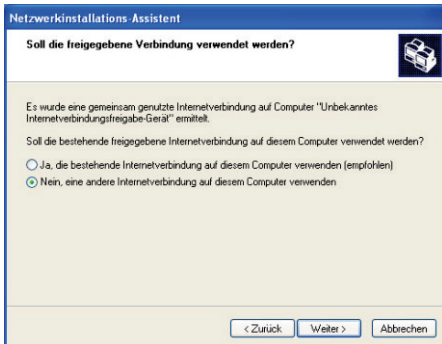 Netzwerkinstallations-Assistent
Soll die freigegebene Verbindung verwendet werden?
Es wurde eine gemeinsam genutzte Internetverbindung auf Computer "Unbekanntes
Internetverbindungsfreigabe-Gerät" ermittelt.
Soll die bestehende freigegebene Internetverbindung auf diesem Computer verwendet werden?
Ja, die bestehende Internetverbindung auf diesem Computer verwenden (empfohlen)
Nein, eine andere Internetverbindung auf diesem Computer verwenden
< Zurück Weiter > Abbrechen